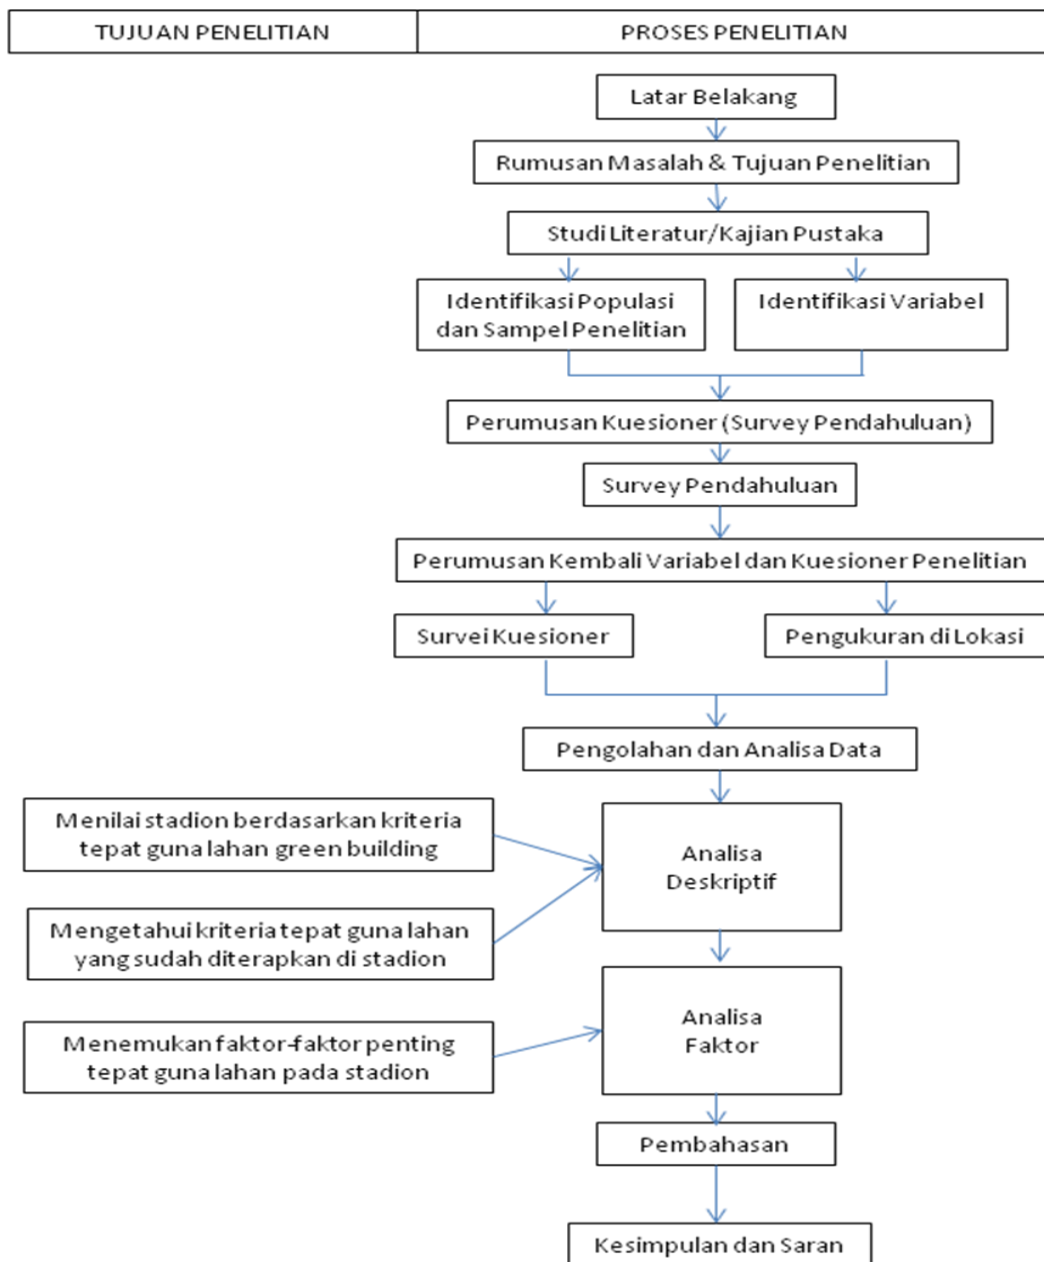 TUJUAN PENELITIAN
PROSES PENELITIAN
Latar Belakang
Rumusan Masalah & Tujuan Penelitian
Studi Literatur/Kajian Pustaka
Identifikasi Populasi
dan Sampel Penelitian
Identifikasi Variabel
Perumusan Kuesioner (Survey Pendahuluan)
Survey Pendahuluan
Perumusan Kembali Variabel dan Kuesioner Penelitian
Survei Kuesioner
Pengukuran di Lokasi
Pengolahan dan Analisa Data
Menilai stadion berdasarkan kriteria
tepat guna lahan green building
Analisa
Deskriptif
Mengetahui kriteria tepat guna lahan
yang sudah diterapkan di stadion
Menemukan faktor-faktor penting
tepat guna lahan pada stadion
Analisa
Faktor
Pembahasan
Kesimpulan dan Saran